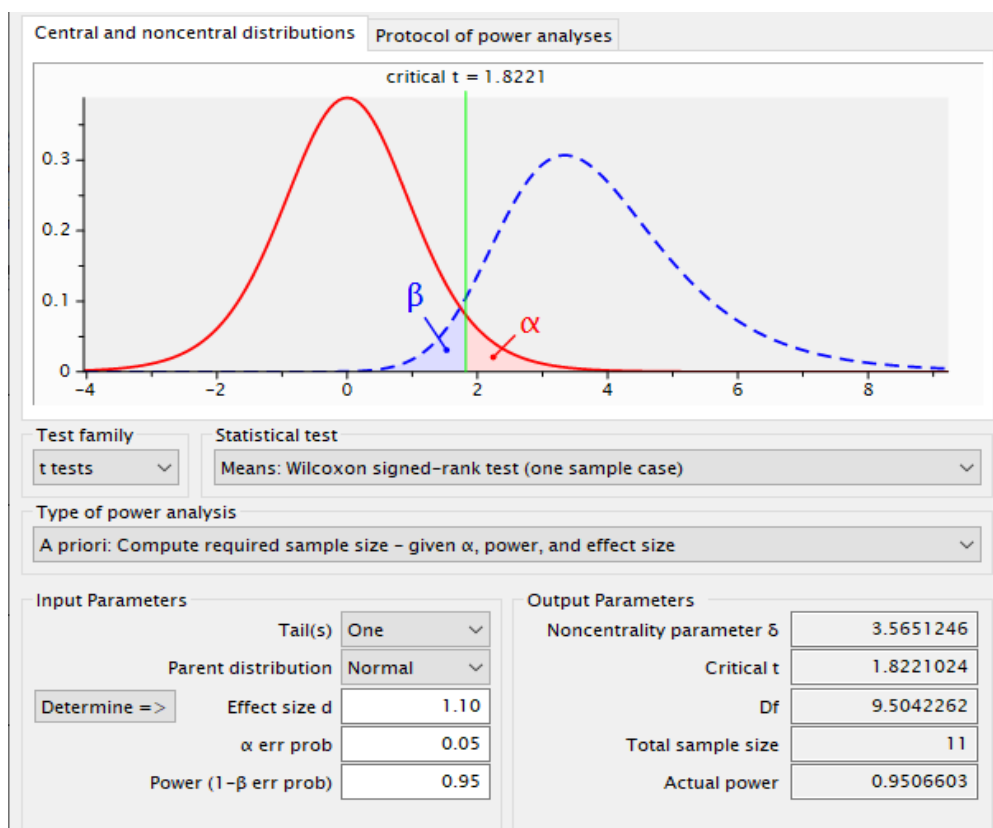 Central and noncentral distributions Protocol of power analyses
critical t = 1.8221
0.3
0.2
β
0.1
α
0
−4 −2 0 2 4 6 8
Test family Statistical test
t tests Means: Wilcoxon signed-rank test (one sample case)
Type of power analysis
A priori: Compute required sample size – given α, power, and effect size
Input Parameters Output Parameters
Tail(s) One Noncentrality parameter δ 3.5651246
Parent distribution Normal Critical t 1.8221024
Determine => Effect size d 1.10 Df 9.5042262
α err prob 0.05 Total sample size 11
Power (1−β err prob) 0.95 Actual power 0.9506603